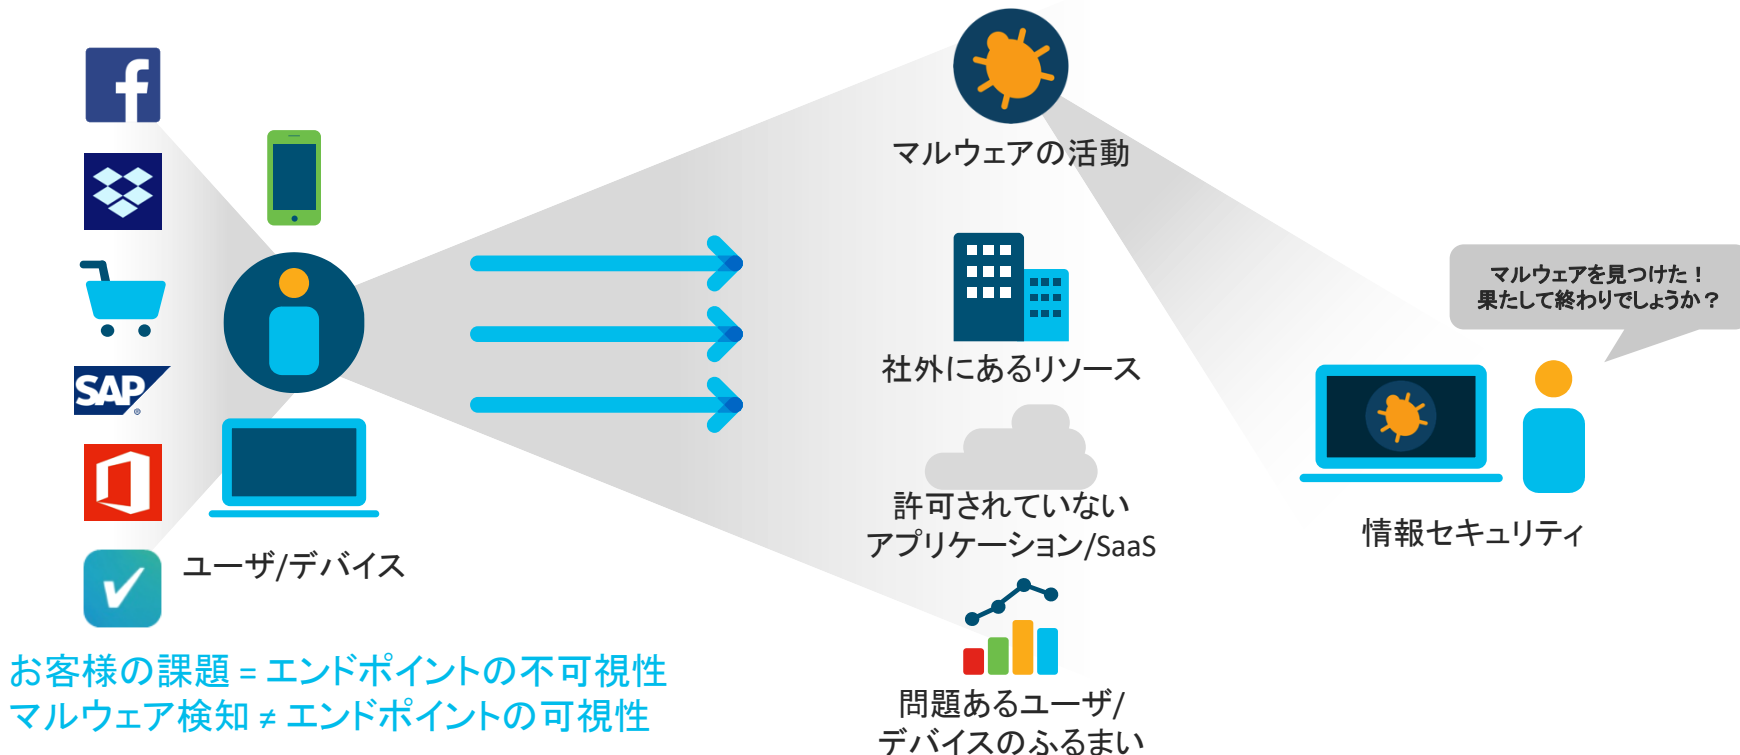 マルウェアの活動
マルウェアを見つけた！
果たして終わりでしょうか？
社外にあるリソース
SAP®
許可されていない
アプリケーション/SaaS
情報セキュリティ
ユーザ/デバイス
お客様の課題 = エンドポイントの不可視性
マルウェア検知 ≠ エンドポイントの可視性
問題あるユーザ/
デバイスのふるまい